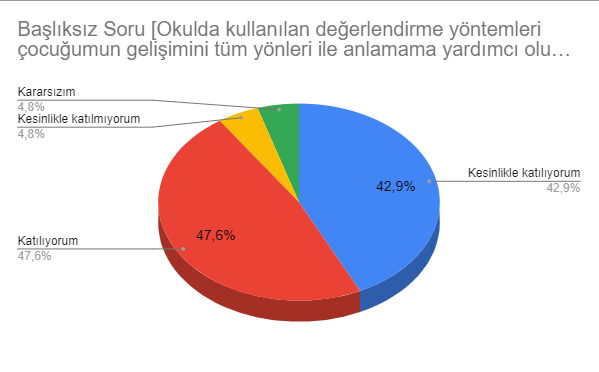 Başlıksız Soru [Okulda kullanılan değerlendirme yöntemleri
çocuğumun gelişimini tüm yönleri ile anlamama yardımcı olu…
Kararsızım
4,8%
Kesinlikle katılmıyorum
4,8%
Kesinlikle katılıyorum
42,9%
42,9%
47,6%
Katılıyorum
47,6%